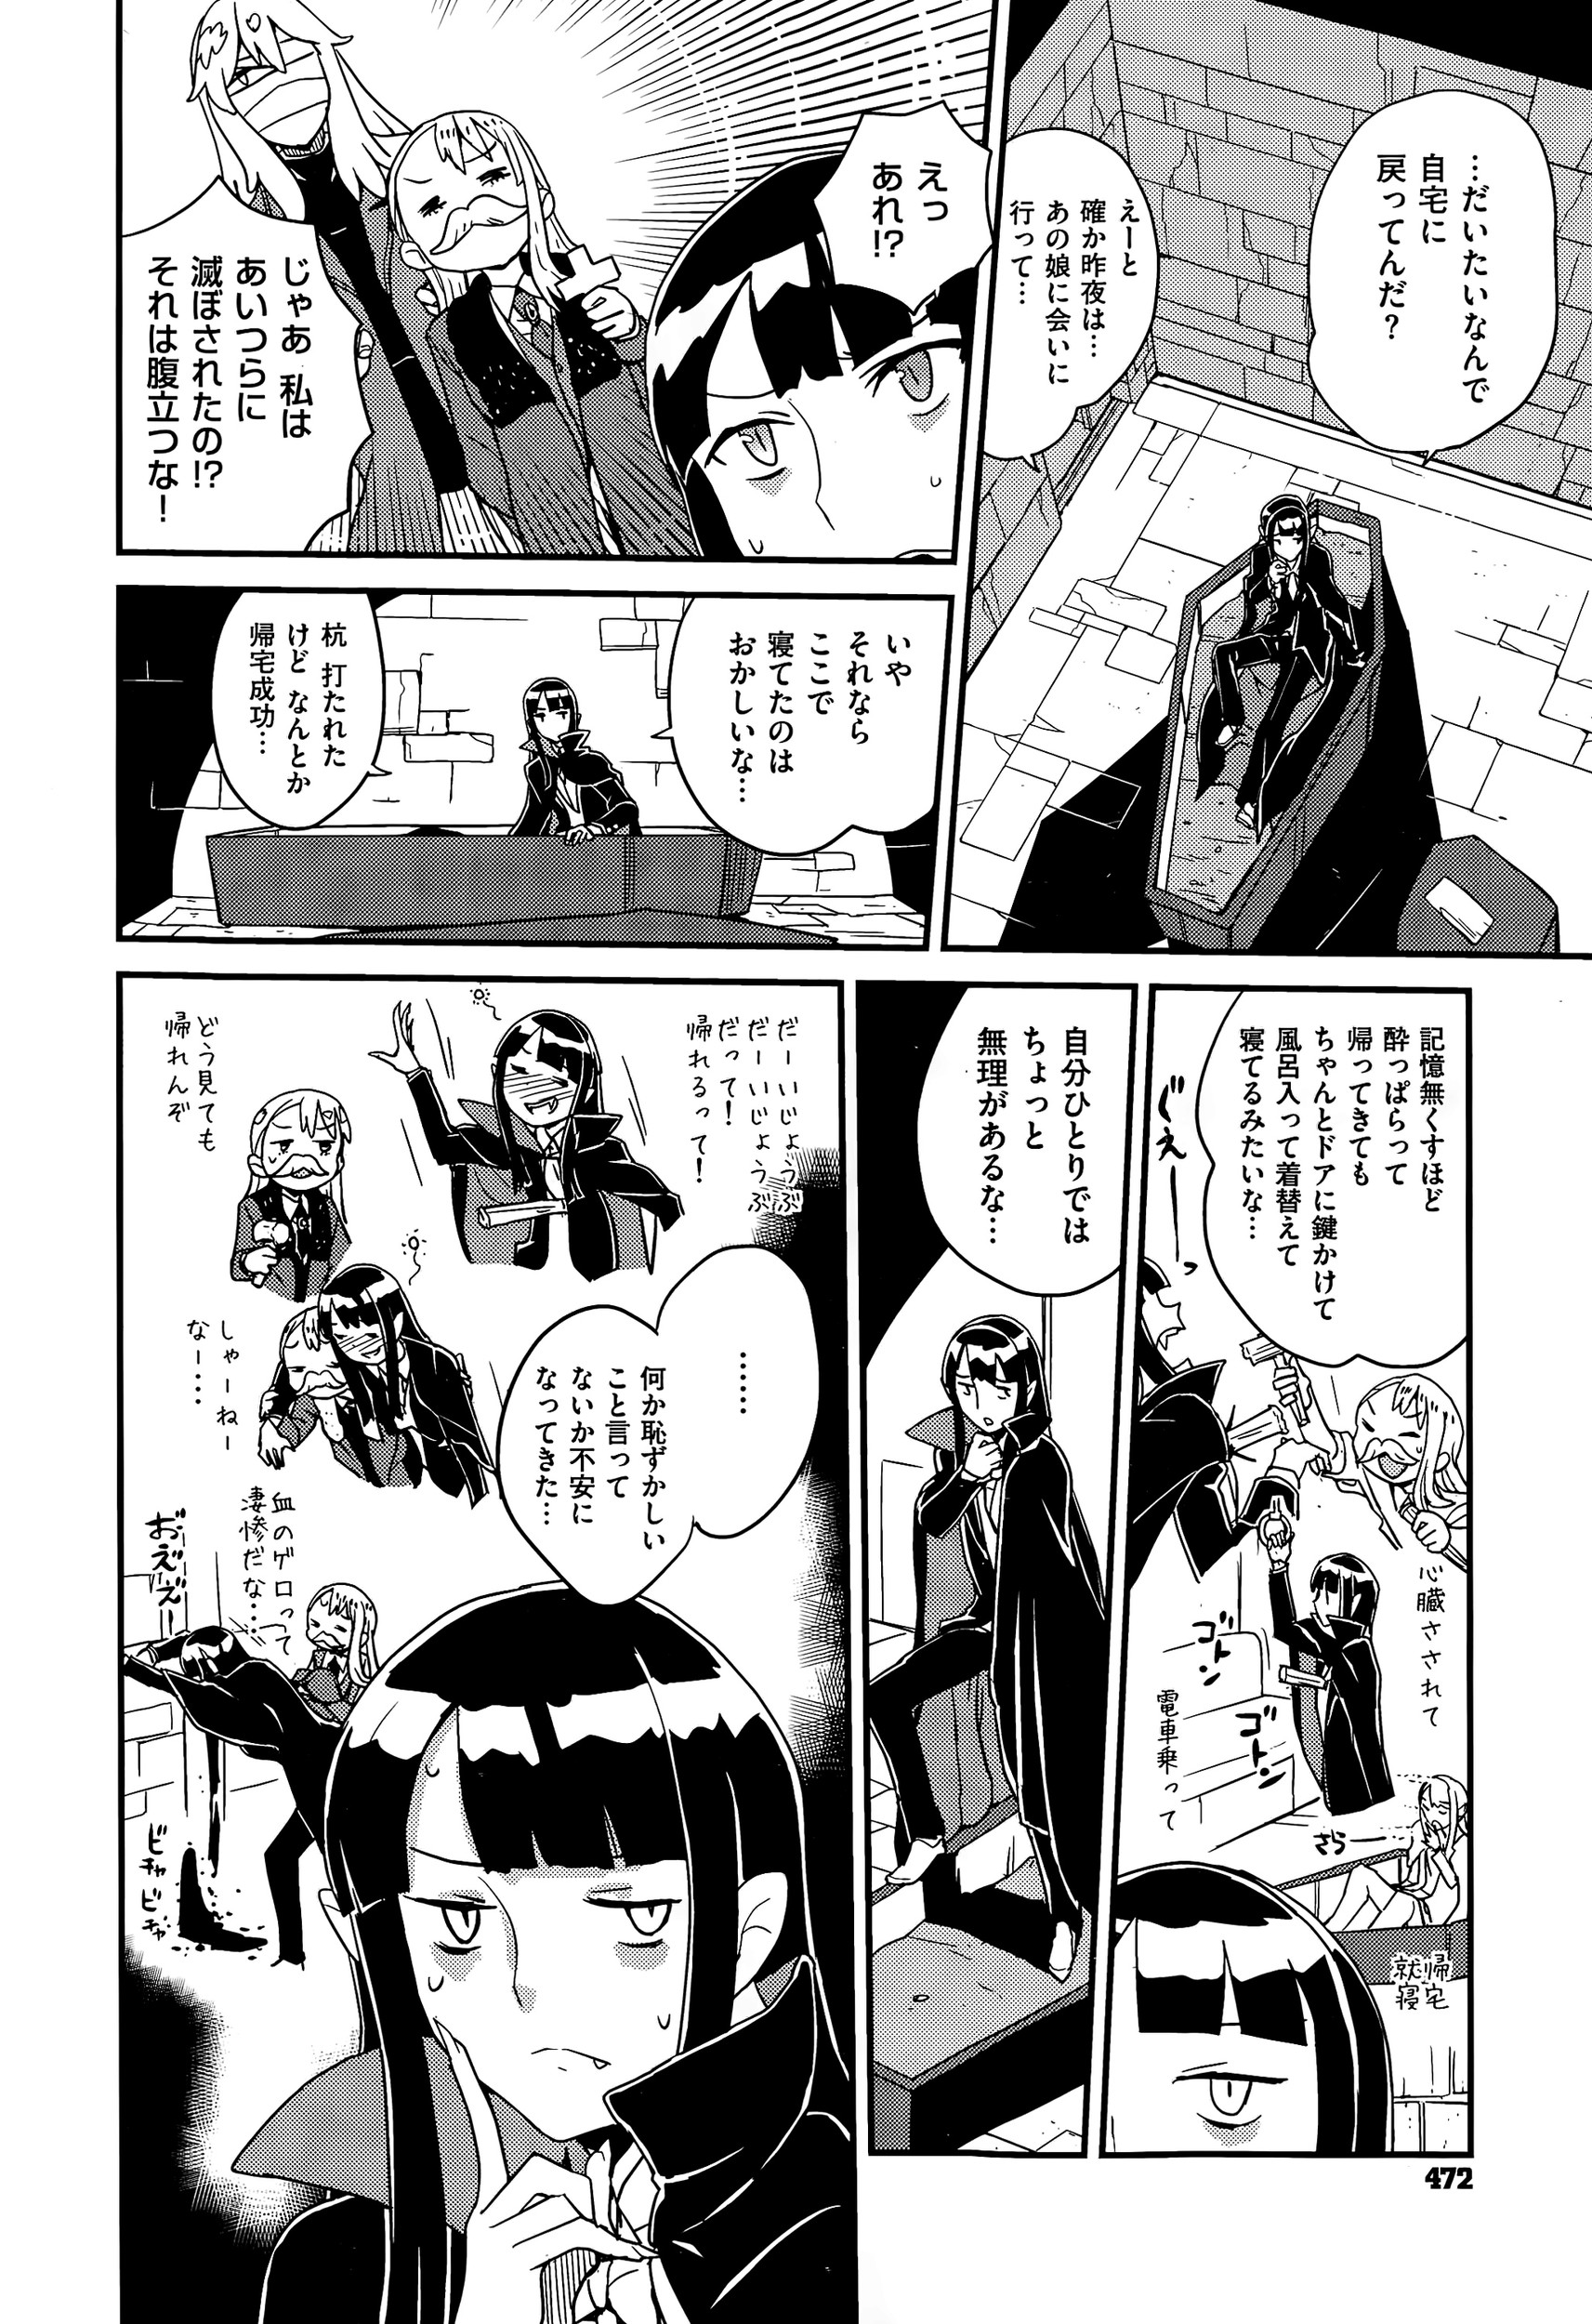 …だいたいなんで
自宅に
戻ってんだ？
えーと
確か昨夜は…
あの娘に会いに
行って…
えっ
あれ!?
じゃあ 私は
あいつらに
滅ぼされたの!?
それは腹立つな！
いや
それなら
ここで
寝てたのは
おかしいな…
杭 打たれた
けど なんとか
帰宅成功…
記憶無くすほど
酔っぱらって
帰ってきても
ちゃんとドアに鍵かけて
風呂入って着替えて
寝てるみたいな…
ぐえーーっ
心臓さされて
ゴトン
ゴトン
電車乗って
さらー
帰宅
就寝
自分ひとりでは
ちょっと
無理があるな…
だーいじょうぶ
だーいじょうぶ
だって！
帰れるって！
どう見ても
帰れんぞ
しゃーねー
なー…
……
何か恥ずかしい
こと言って
ないか不安に
なってきた…
血のゲロって
凄惨だな…
おええー
ビチャ
ビチャ
472